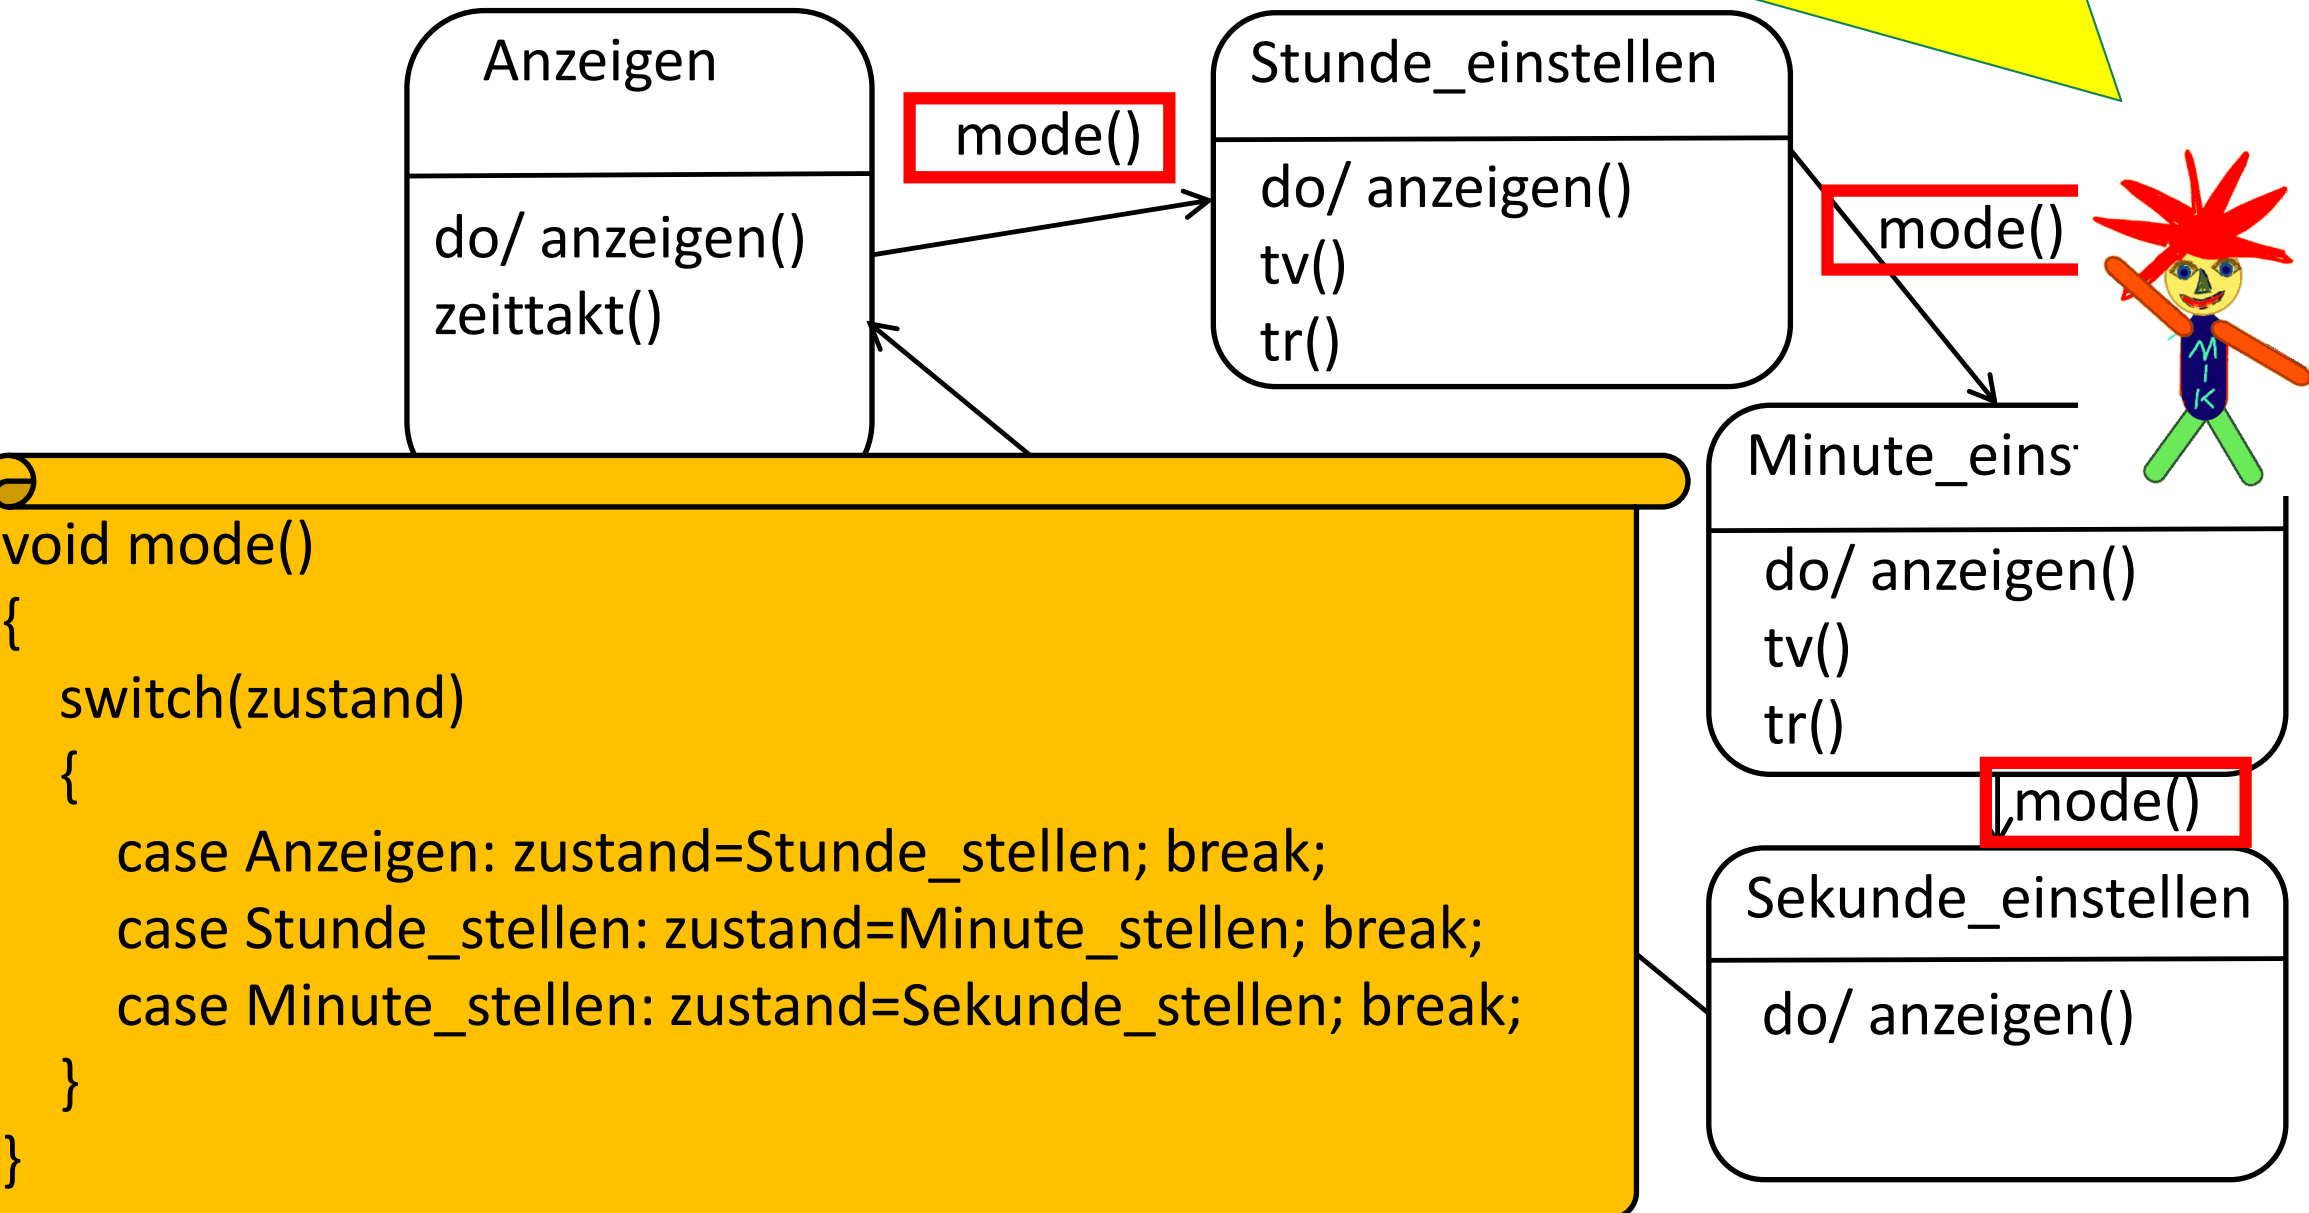 Anzeigen
do/ anzeigen()
zeittakt()
mode()
Stunde_einstellen
do/ anzeigen()
tv()
tr()
mode()
MIK
Minute_eins
do/ anzeigen()
tv()
tr()
mode()
Sekunde_einstellen
do/ anzeigen()
void mode()
{
switch(zustand)
{
case Anzeigen: zustand=Stunde_stellen; break;
case Stunde_stellen: zustand=Minute_stellen; break;
case Minute_stellen: zustand=Sekunde_stellen; break;
}
}